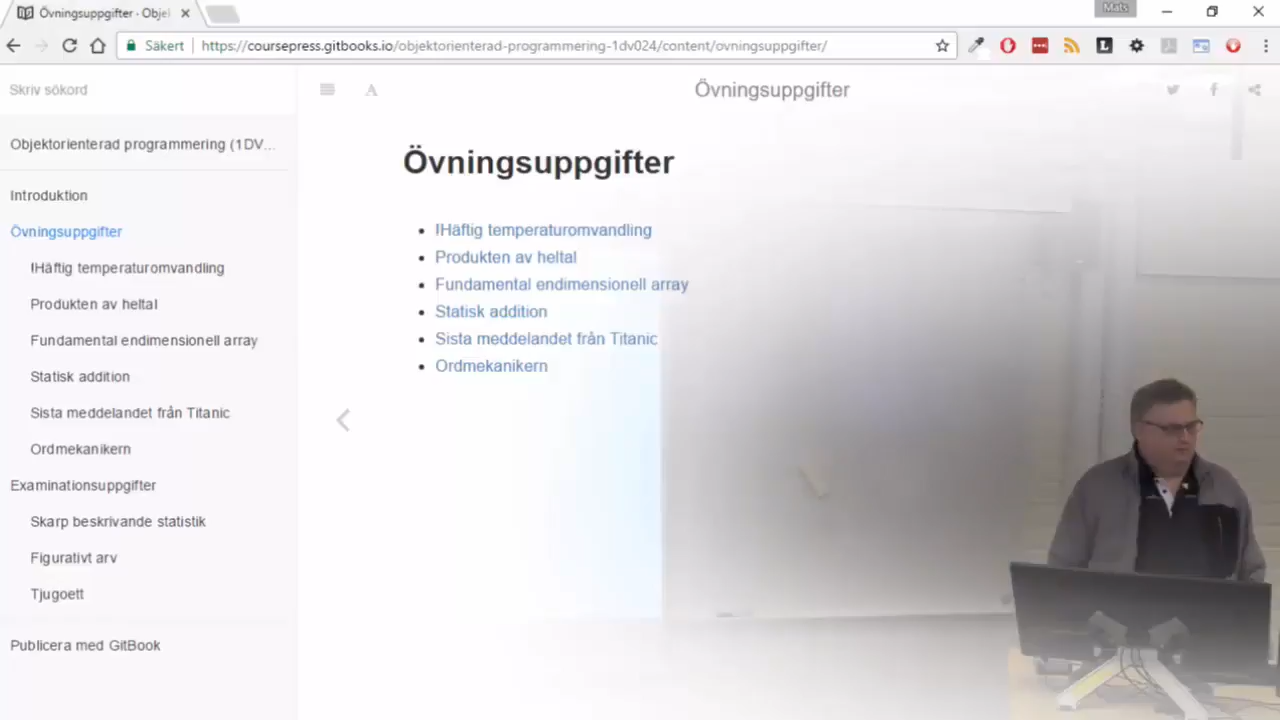 Övningsuppgifter - Objel
Mats
Säkert
https://coursepress.gitbooks.io/objektorienterad-programmering-1dv024/content/ovningsuppgifter/
Skriv sökord
A
Övningsuppgifter
Objektorienterad programmering (1DV...
Introduktion
Övningsuppgifter
!Häftig temperaturomvandling
Produkten av heltal
Fundamental endimensionell array
Statisk addition
Sista meddelandet från Titanic
Ordmekanikern
Examinationsuppgifter
Skarp beskrivande statistik
Figurativt arv
Tjugoett
Publicera med GitBook
Övningsuppgifter
!Häftig temperaturomvandling
Produkten av heltal
Fundamental endimensionell array
Statisk addition
Sista meddelandet från Titanic
Ordmekanikern